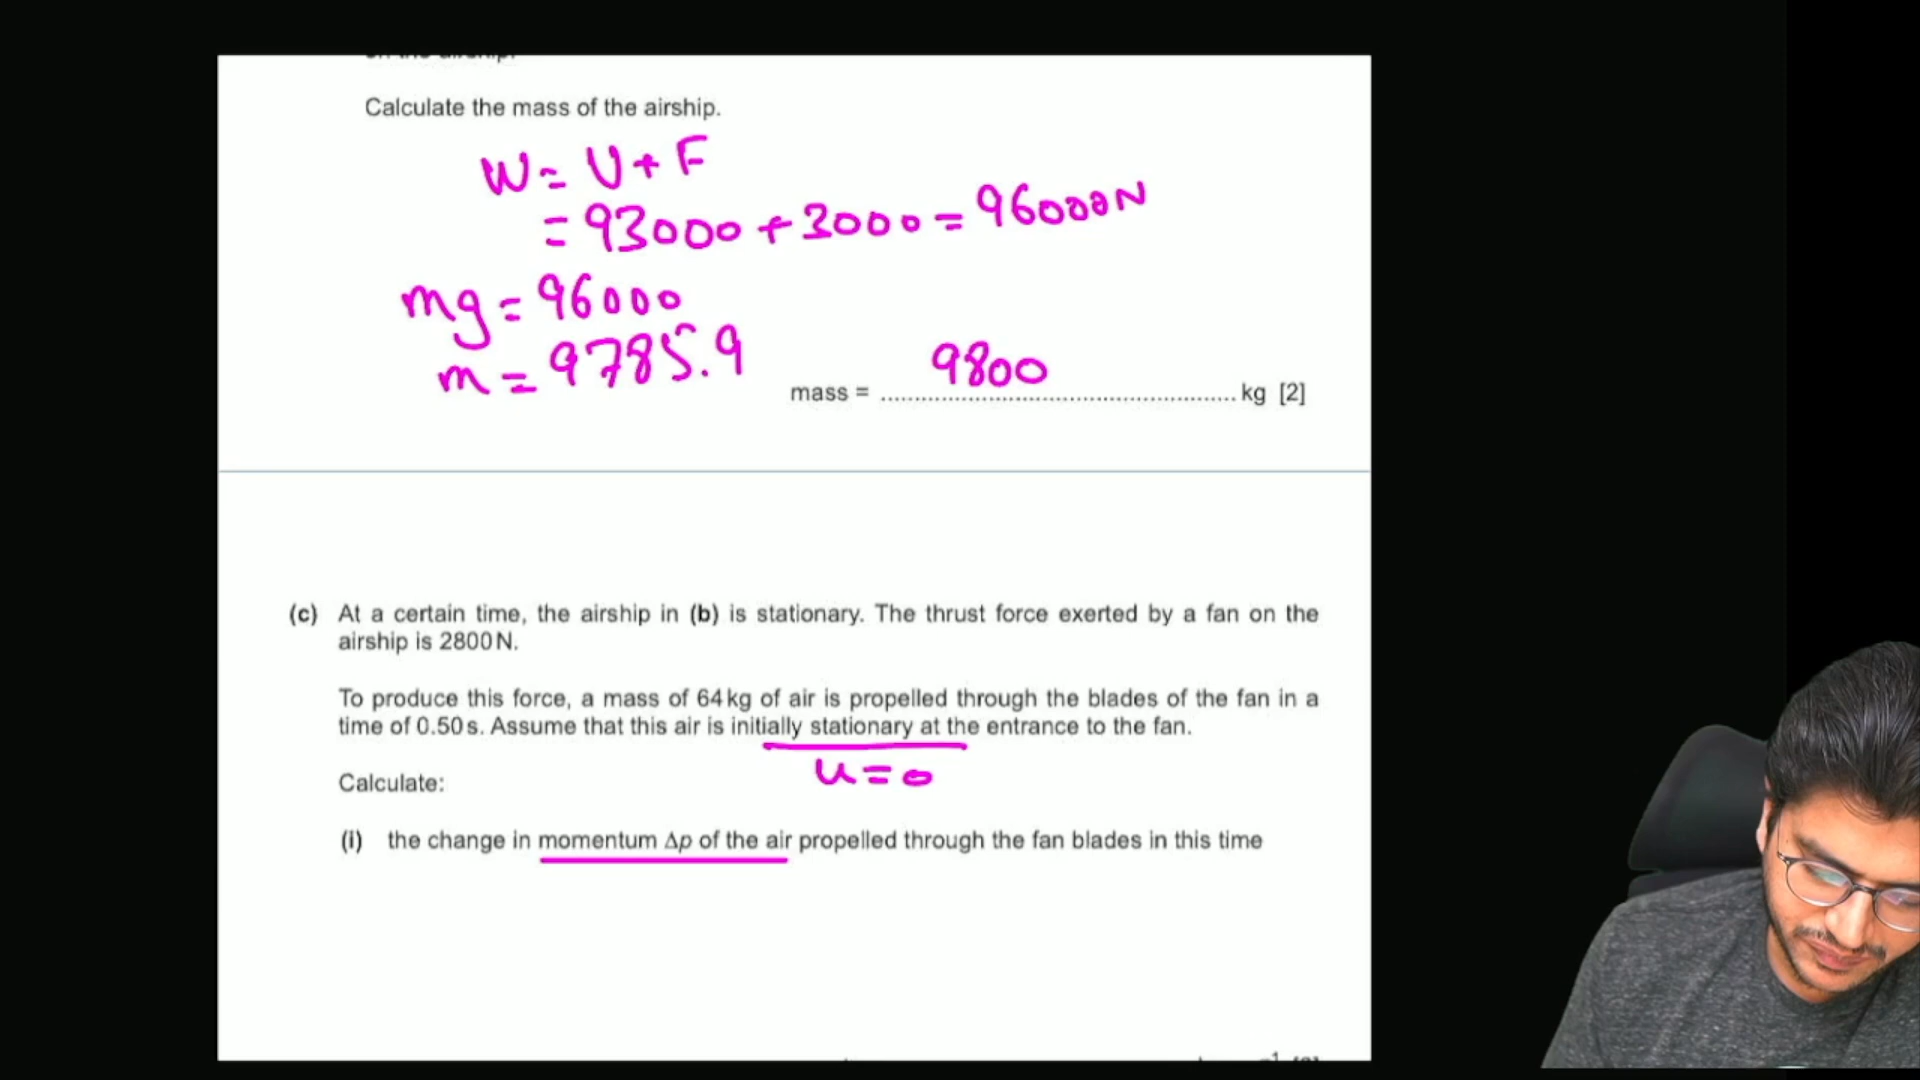 Calculate the mass of the airship.
W = U + F
= 93000 + 3000 = 96000N
mg = 96000
m = 9785.9
9800
mass = ........................................................ kg [2]
(c) At a certain time, the airship in (b) is stationary. The thrust force exerted by a fan on the
airship is 2800N.
To produce this force, a mass of 64kg of air is propelled through the blades of the fan in a
time of 0.50s. Assume that this air is initially stationary at the entrance to the fan.
u = 0
Calculate:
(i) the change in momentum Δp of the air propelled through the fan blades in this time